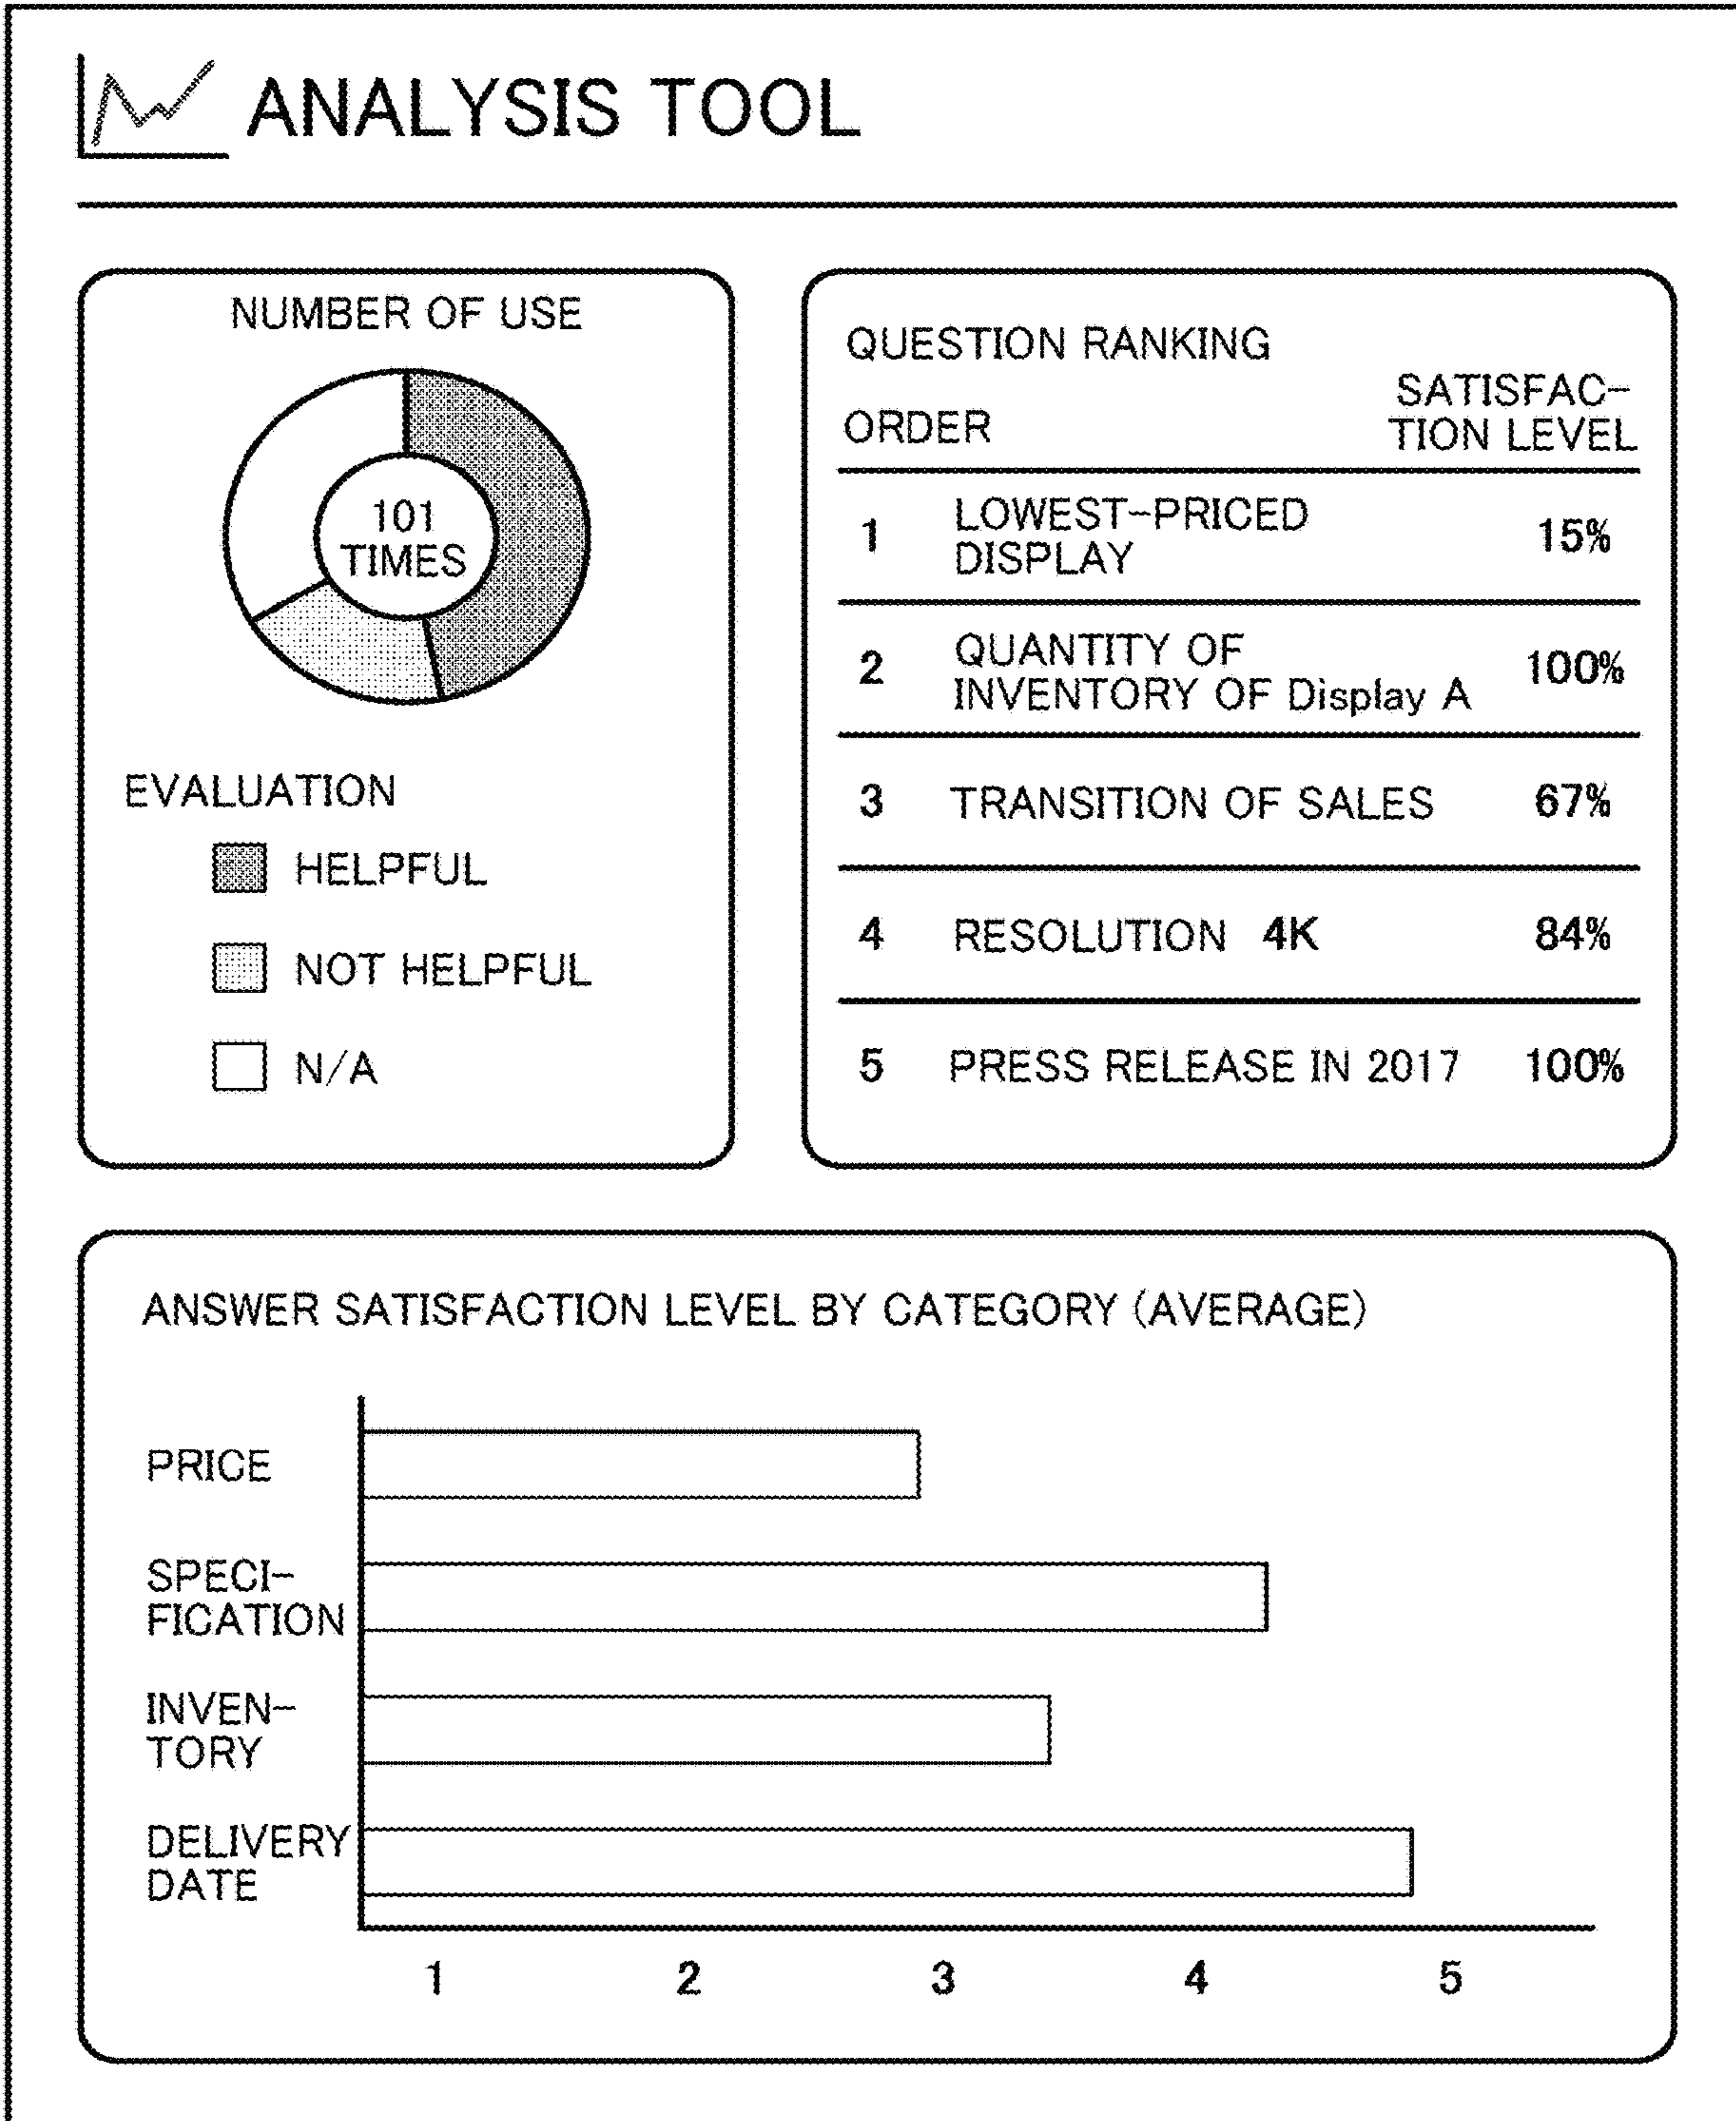 ANALYSIS TOOL
NUMBER OF USE
101
TIMES
EVALUATION
HELPFUL
NOT HELPFUL
N/A
QUESTION RANKING
ORDER
SATISFAC-
TION LEVEL
1 LOWEST-PRICED
DISPLAY 15%
2 QUANTITY OF
INVENTORY OF Display A 100%
3 TRANSITION OF SALES 67%
4 RESOLUTION 4K 84%
5 PRESS RELEASE IN 2017 100%
ANSWER SATISFACTION LEVEL BY CATEGORY (AVERAGE)
PRICE
SPECI-
FICATION
INVEN-
TORY
DELIVERY
DATE
1 2 3 4 5